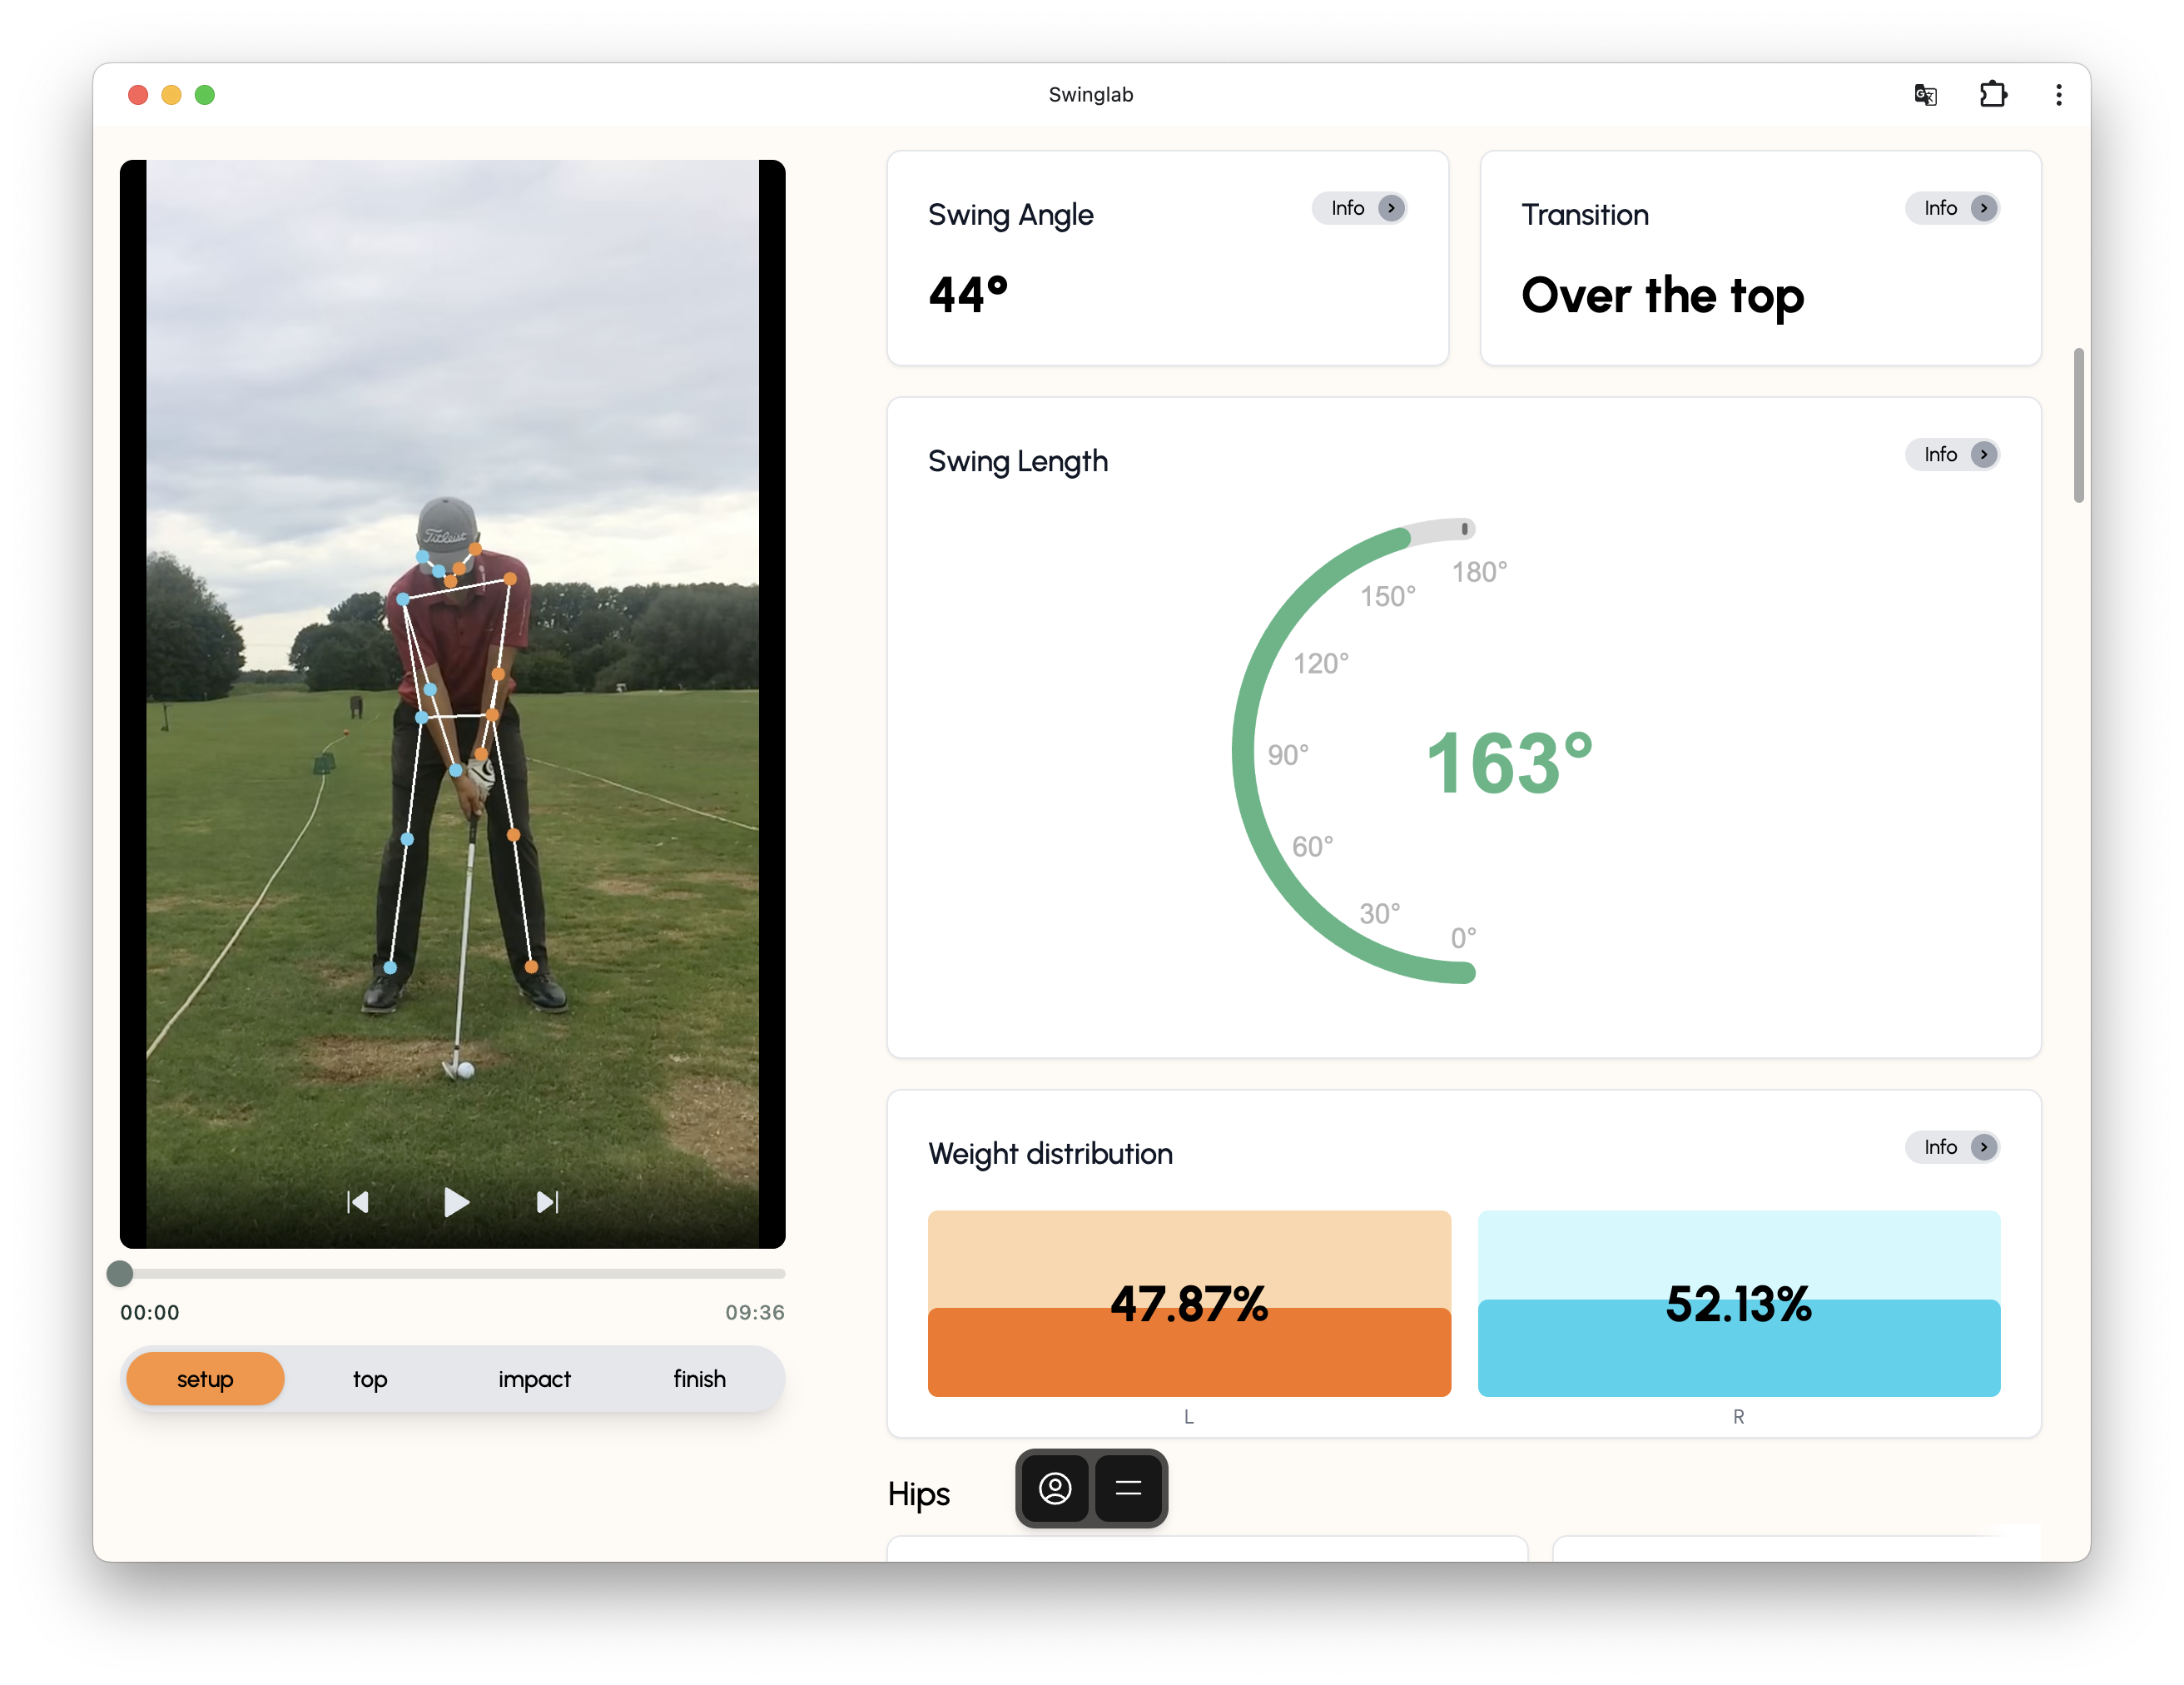 Swinglab
Titleist
00:00
09:36
setup
top
impact
finish
Swing Angle
Info
44°
Transition
Info
Over the top
Swing Length
Info
180°
150°
120°
90°
60°
30°
0°
163°
Weight distribution
Info
47.87%
52.13%
L
R
Hips